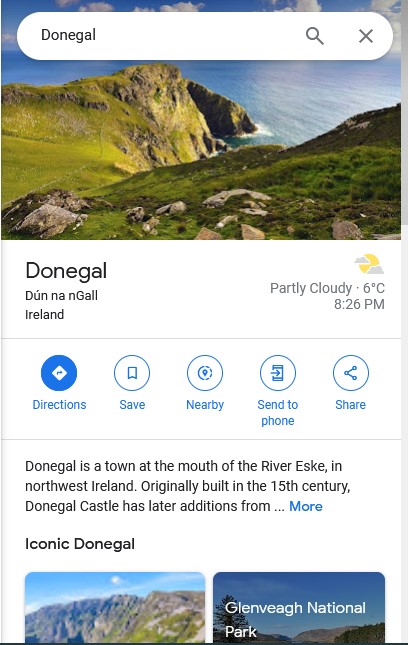 Donegal
Donegal
Dún na nGall
Ireland
Partly Cloudy · 6°C
8:26 PM
Directions
Save
Nearby
Send to
phone
Share
Donegal is a town at the mouth of the River Eske, in
northwest Ireland. Originally built in the 15th century,
Donegal Castle has later additions from ... More
Iconic Donegal
Glenveagh National
Park